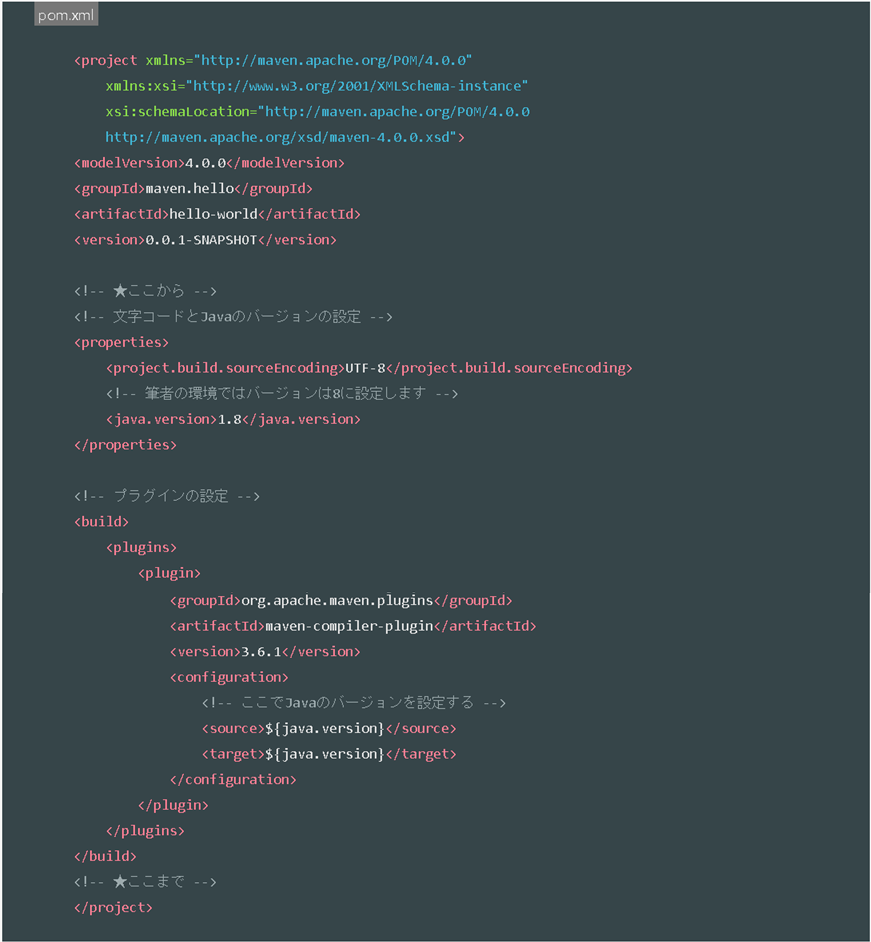 pom.xml
<project xmlns="http://maven.apache.org/POM/4.0.0"
xmlns:xsi="http://www.w3.org/2001/XMLSchema-instance"
xsi:schemaLocation="http://maven.apache.org/POM/4.0.0
http://maven.apache.org/xsd/maven-4.0.0.xsd">
<modelVersion>4.0.0</modelVersion>
<groupId>maven.hello</groupId>
<artifactId>hello-world</artifactId>
<version>0.0.1-SNAPSHOT</version>
<!-- ★ここから -->
<!-- 文字コードとJavaのバージョンの設定 -->
<properties>
<project.build.sourceEncoding>UTF-8</project.build.sourceEncoding>
<!-- 筆者の環境ではバージョンは8に設定します -->
<java.version>1.8</java.version>
</properties>
<!-- プラグインの設定 -->
<build>
<plugins>
<plugin>
<groupId>org.apache.maven.plugins</groupId>
<artifactId>maven-compiler-plugin</artifactId>
<version>3.6.1</version>
<configuration>
<!-- ここでJavaのバージョンを設定する -->
<source>${java.version}</source>
<target>${java.version}</target>
</configuration>
</plugin>
</plugins>
</build>
<!-- ★ここまで -->
</project>